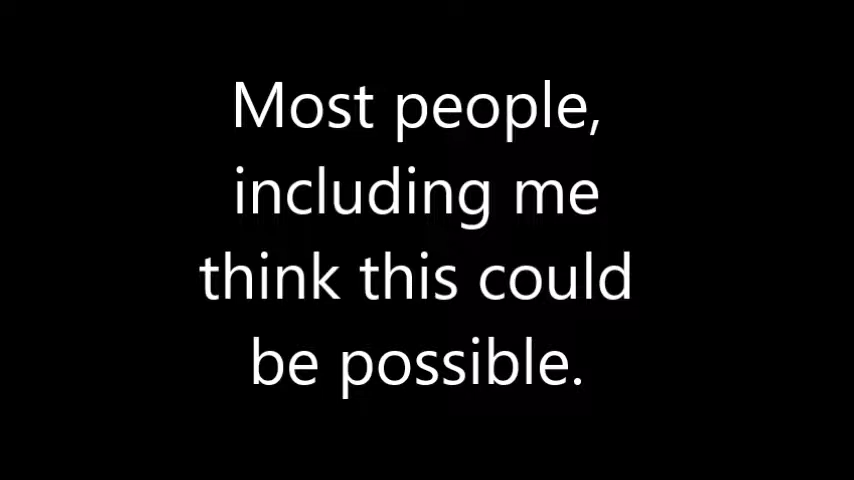 Most people,
including me
think this could
be possible.